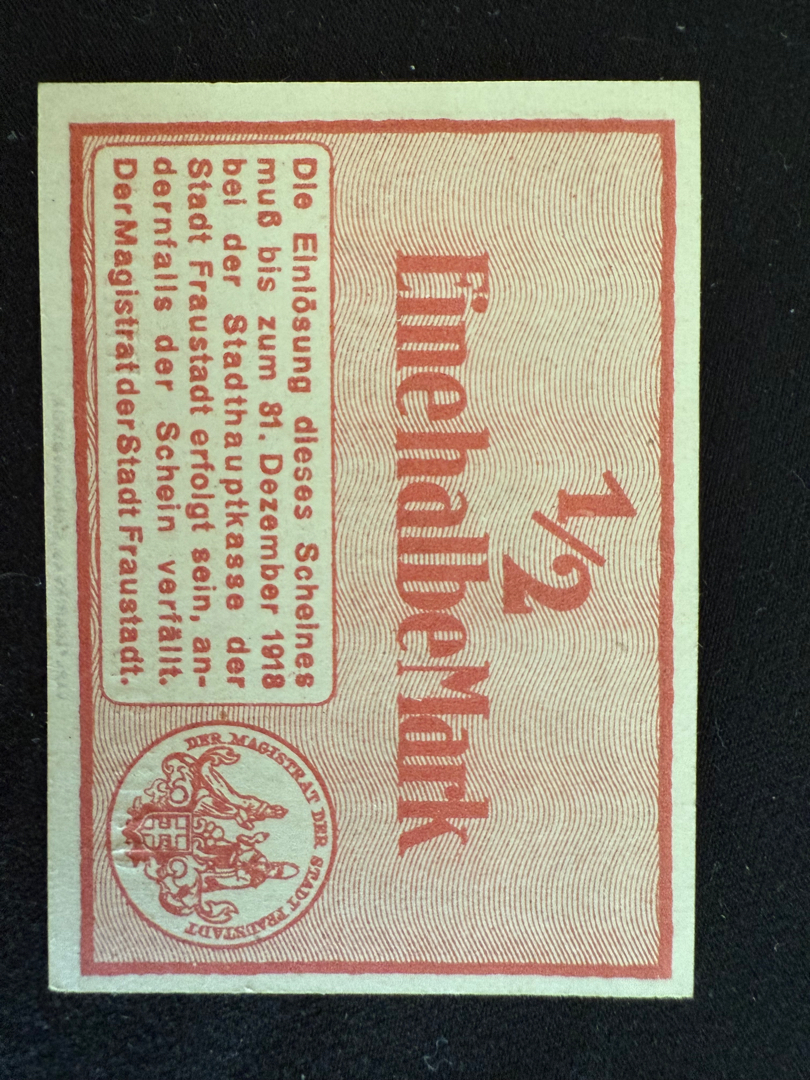 1/2
Eine halbe Mark
Die Einlösung dieses Scheines
muß bis zum 31. Dezember 1918
bei der Stadthauptkasse der
Stadt Fraustadt erfolgt sein, an-
dernfalls der Schein verfällt.
Der Magistrat der Stadt Fraustadt.
DER MAGISTRAT DER STADT FRAUSTADT